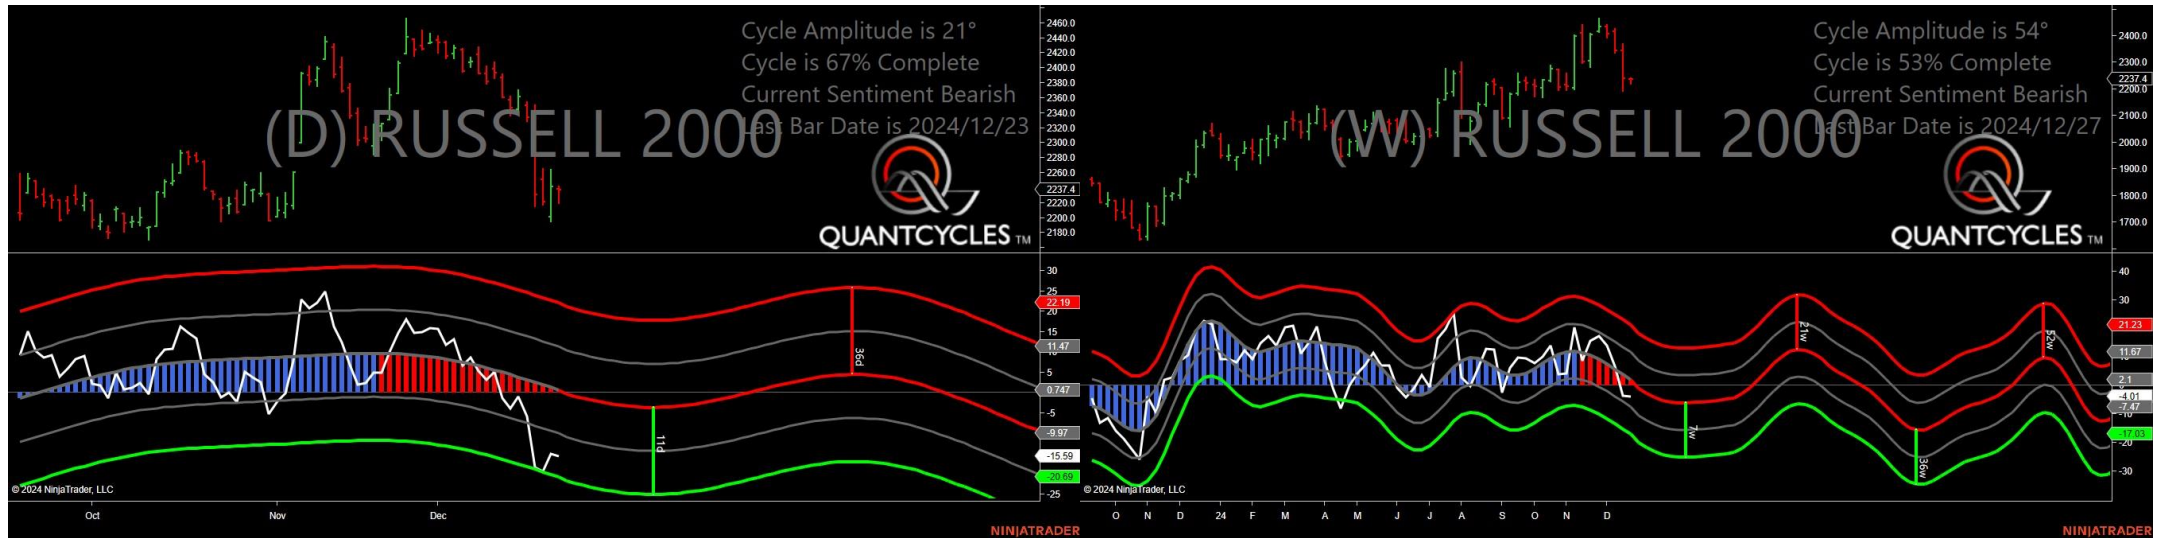 Cycle Amplitude is 21°
Cycle is 67% Complete
Current Sentiment Bearish
Last Bar Date is 2024/12/23
(D) RUSSELL 2000
QUANTCYCLES TM
2460.0
2440.0
2420.0
2400.0
2380.0
2360.0
2340.0
2320.0
2300.0
2280.0
2260.0
2237.4
2220.0
2200.0
2180.0
30
25
22.19
20
15
11.47
5
0.747
-5
-9.97
-15.59
-20.69
-25
36d
11d
© 2024 NinjaTrader, LLC
Oct
Nov
Dec
NINJATRADER
Cycle Amplitude is 54°
Cycle is 53% Complete
Current Sentiment Bearish
Last Bar Date is 2024/12/27
(W) RUSSELL 2000
QUANTCYCLES TM
2400.0
2300.0
2237.4
2200.0
2100.0
2000.0
1900.0
1800.0
1700.0
40
30
21.23
11.67
2.1
-4.01
-7.47
-17.03
-20
-30
21w
52w
7w
36w
© 2024 NinjaTrader, LLC
O N D 24 F M A M J J A S O N D
NINJATRADER